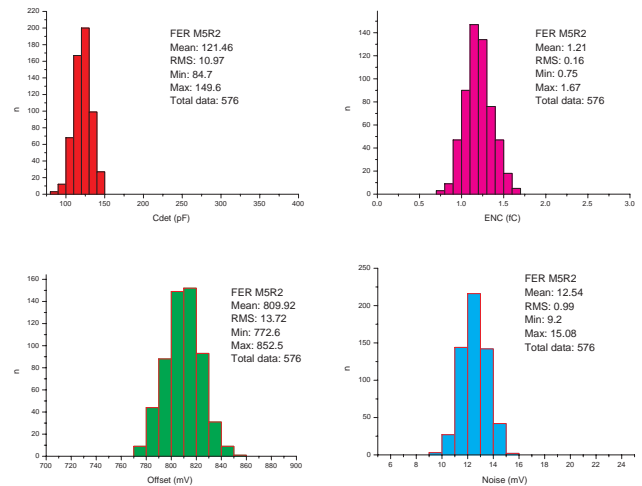 FER M5R2
Mean: 121.46
RMS: 10.97
Min: 84.7
Max: 149.6
Total data: 576
220
200
180
160
140
120
100
80
60
40
20
0
n
100 150 200 250 300 350 400
Cdet (pF)
FER M5R2
Mean: 1.21
RMS: 0.16
Min: 0.75
Max: 1.67
Total data: 576
160
140
120
100
80
60
40
20
0
n
0.0 0.5 1.0 1.5 2.0 2.5 3.0
ENC (fC)
FER M5R2
Mean: 809.92
RMS: 13.72
Min: 772.6
Max: 852.5
Total data: 576
160
140
120
100
80
60
40
20
0
n
700 720 740 760 780 800 820 840 860 880 900
Offset (mV)
FER M5R2
Mean: 12.54
RMS: 0.99
Min: 9.2
Max: 15.08
Total data: 576
250
200
150
100
50
0
n
6 8 10 12 14 16 18 20 22 24
Noise (mV)